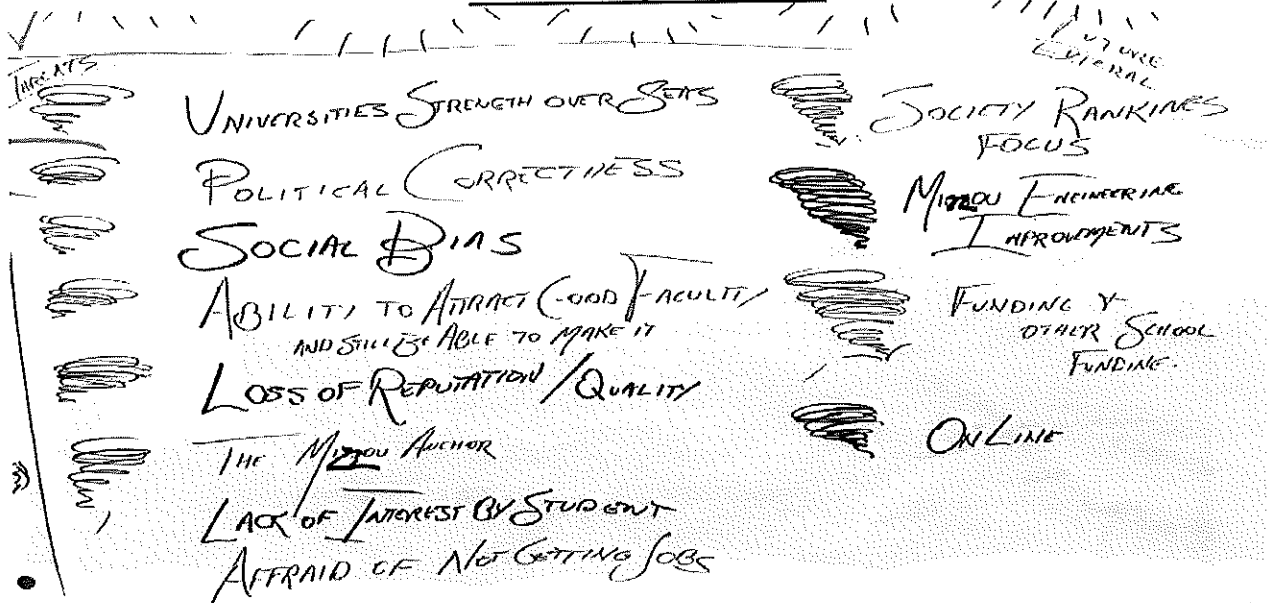 THREATS
UNIVERSITIES STRENGTH OVER SEAS
POLITICAL CORRECTNESS
SOCIAL BIAS
ABILITY TO ATTRACT GOOD FACULTY
AND STILL BE ABLE TO MAKE IT
LOSS OF REPUTATION / QUALITY
THE MIZZOU ANCHOR
LACK OF INTEREST BY STUDENT
AFFRAID OF NOT GETTING JOBS
FUTURE
SOCIETY RANKINGS
FOCUS
MIZZOU ENGINEERING
IMPROVEMENTS
FUNDING &
OTHER SCHOOL
FUNDING.
ONLINE